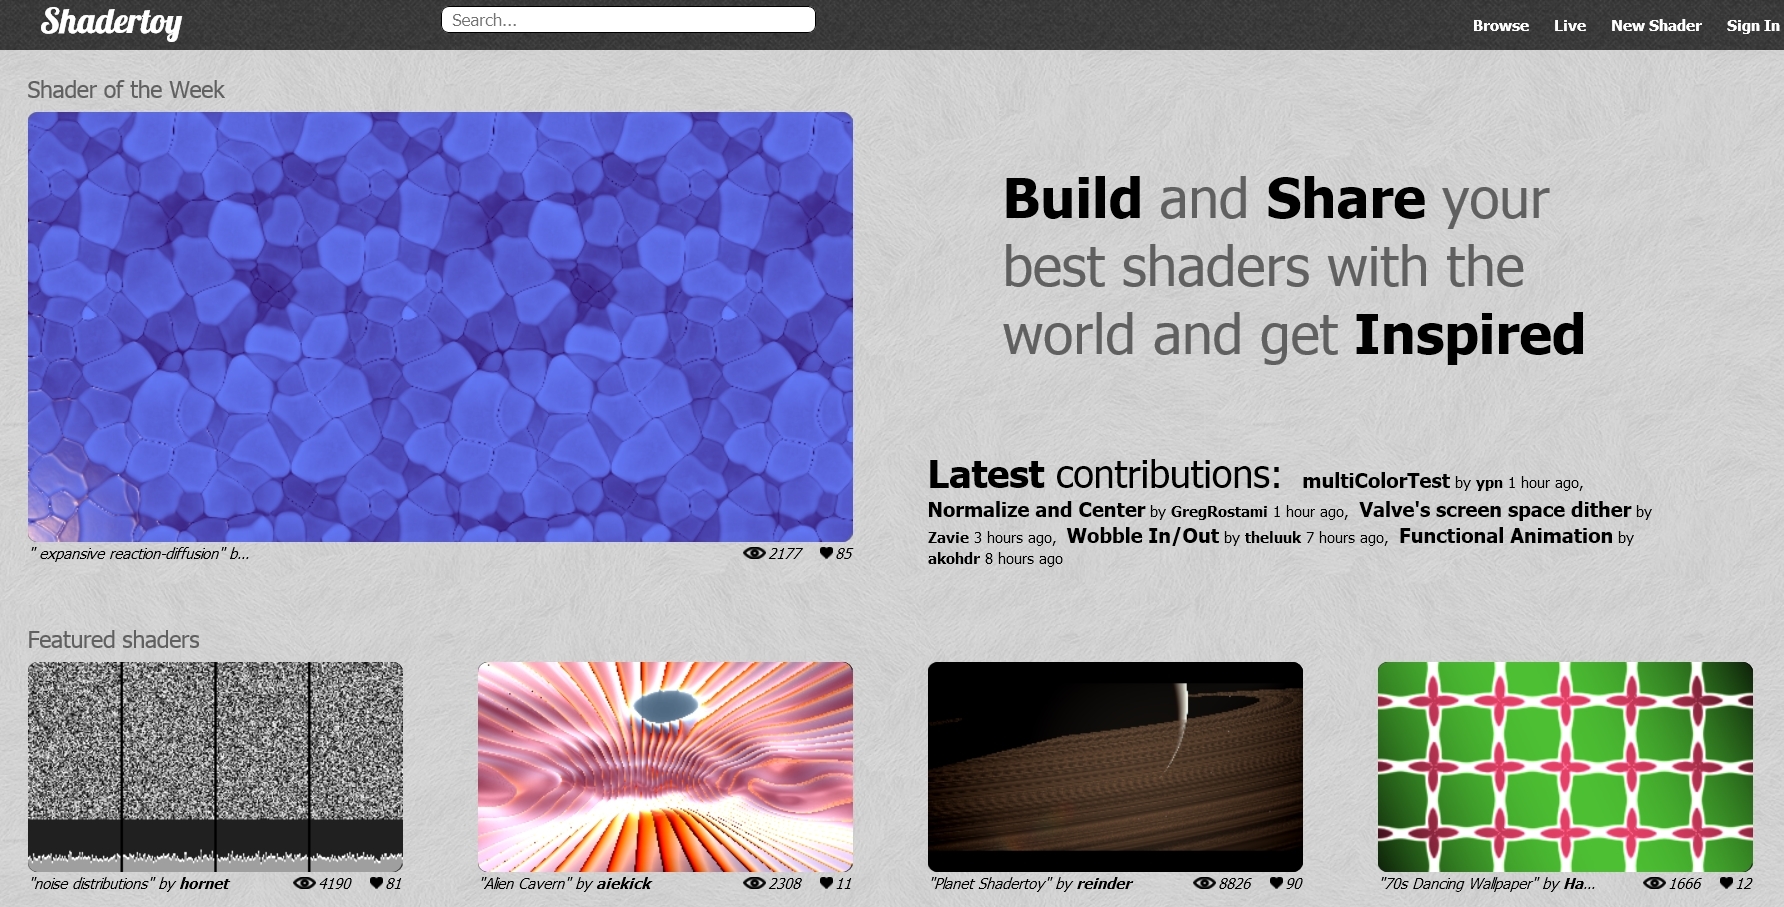 Shadertoy
Search...
Browse Live New Shader Sign In
Shader of the Week
" expansive reaction-diffusion" b...
2177 85
Build and Share your
best shaders with the
world and get Inspired
Latest contributions: multiColorTest by ypn 1 hour ago,
Normalize and Center by GregRostami 1 hour ago, Valve's screen space dither by
Zavie 3 hours ago, Wobble In/Out by theluuk 7 hours ago, Functional Animation by
akohdr 8 hours ago
Featured shaders
"noise distributions" by hornet 4190 81
"Alien Cavern" by aiekick 2308 11
"Planet Shadertoy" by reinder 8826 90
"70s Dancing Wallpaper" by Ha... 1666 12